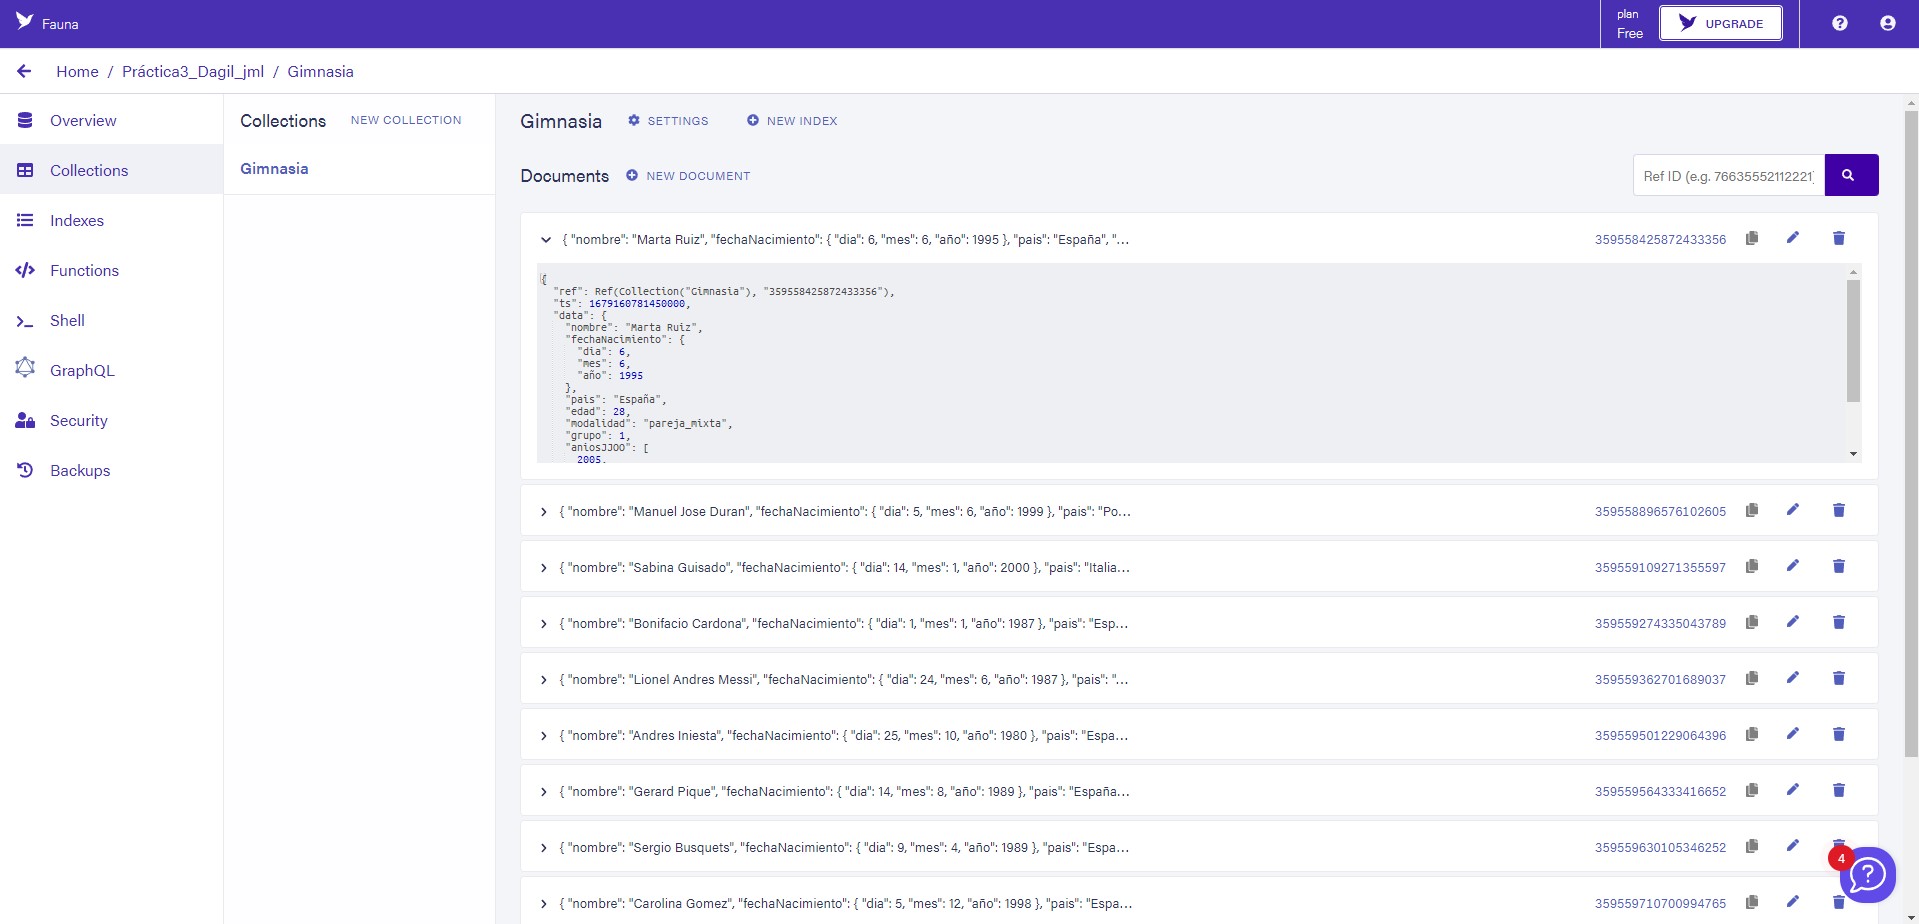 Fauna
plan
Free
UPGRADE
Home / Práctica3_Dagil_jml / Gimnasia
Overview
Collections
Indexes
Functions
Shell
GraphQL
Security
Backups
Collections NEW COLLECTION
Gimnasia
Gimnasia SETTINGS NEW INDEX
Documents NEW DOCUMENT
Ref ID (e.g. 76635552112221)
{ "nombre": "Marta Ruiz", "fechaNacimiento": { "dia": 6, "mes": 6, "año": 1995 }, "pais": "España", "... 359558425872433356
{
"ref": Ref(Collection("Gimnasia"), "359558425872433356"),
"ts": 1679160781450000,
"data": {
"nombre": "Marta Ruiz",
"fechaNacimiento": {
"dia": 6,
"mes": 6,
"año": 1995
},
"pais": "España",
"edad": 28,
"modalidad": "pareja_mixta",
"grupo": 1,
"aniosJJOO": [
2005,
{ "nombre": "Manuel Jose Duran", "fechaNacimiento": { "dia": 5, "mes": 6, "año": 1999 }, "pais": "Po... 359558896576102605
{ "nombre": "Sabina Guisado", "fechaNacimiento": { "dia": 14, "mes": 1, "año": 2000 }, "pais": "Italia... 359559109271355597
{ "nombre": "Bonifacio Cardona", "fechaNacimiento": { "dia": 1, "mes": 1, "año": 1987 }, "pais": "Esp... 359559274335043789
{ "nombre": "Lionel Andres Messi", "fechaNacimiento": { "dia": 24, "mes": 6, "año": 1987 }, "pais": "... 359559362701689037
{ "nombre": "Andres Iniesta", "fechaNacimiento": { "dia": 25, "mes": 10, "año": 1980 }, "pais": "Espa... 359559501229064396
{ "nombre": "Gerard Pique", "fechaNacimiento": { "dia": 14, "mes": 8, "año": 1989 }, "pais": "España... 359559564333416652
{ "nombre": "Sergio Busquets", "fechaNacimiento": { "dia": 9, "mes": 4, "año": 1989 }, "pais": "Espa... 359559630105346252
{ "nombre": "Carolina Gomez", "fechaNacimiento": { "dia": 5, "mes": 12, "año": 1998 }, "pais": "Espa... 359559710700994765
4